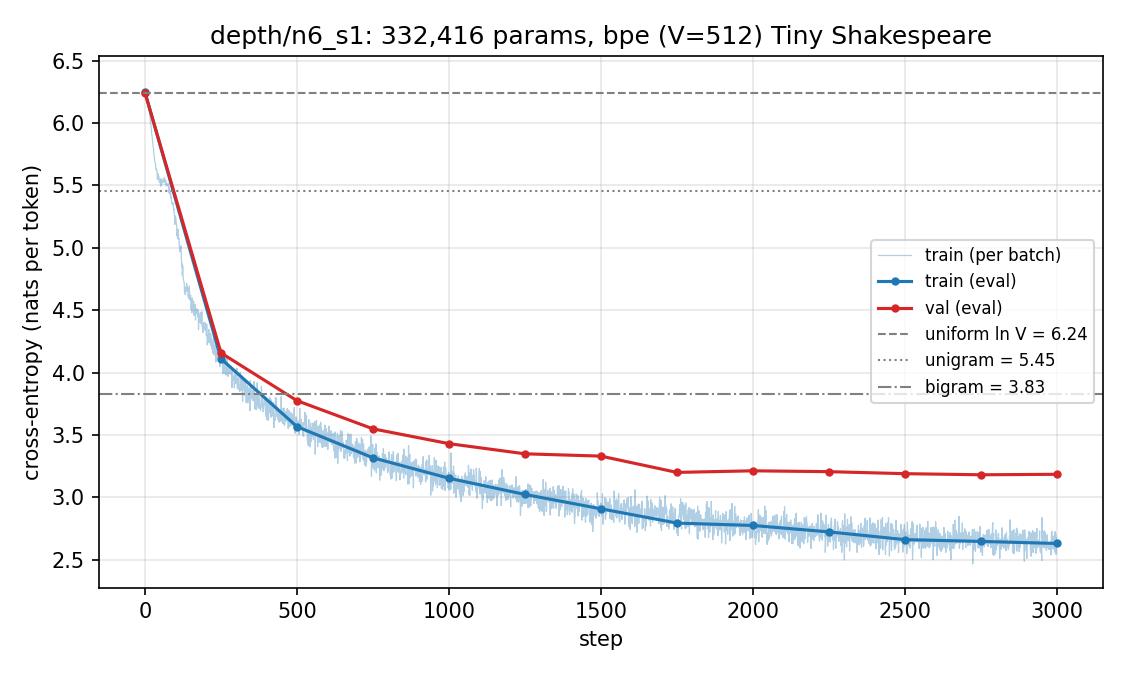 depth/n6_s1: 332,416 params, bpe (V=512) Tiny Shakespeare
cross-entropy (nats per token)
6.5
6.0
5.5
5.0
4.5
4.0
3.5
3.0
2.5
train (per batch)
train (eval)
val (eval)
uniform ln V = 6.24
unigram = 5.45
bigram = 3.83
0 500 1000 1500 2000 2500 3000
step